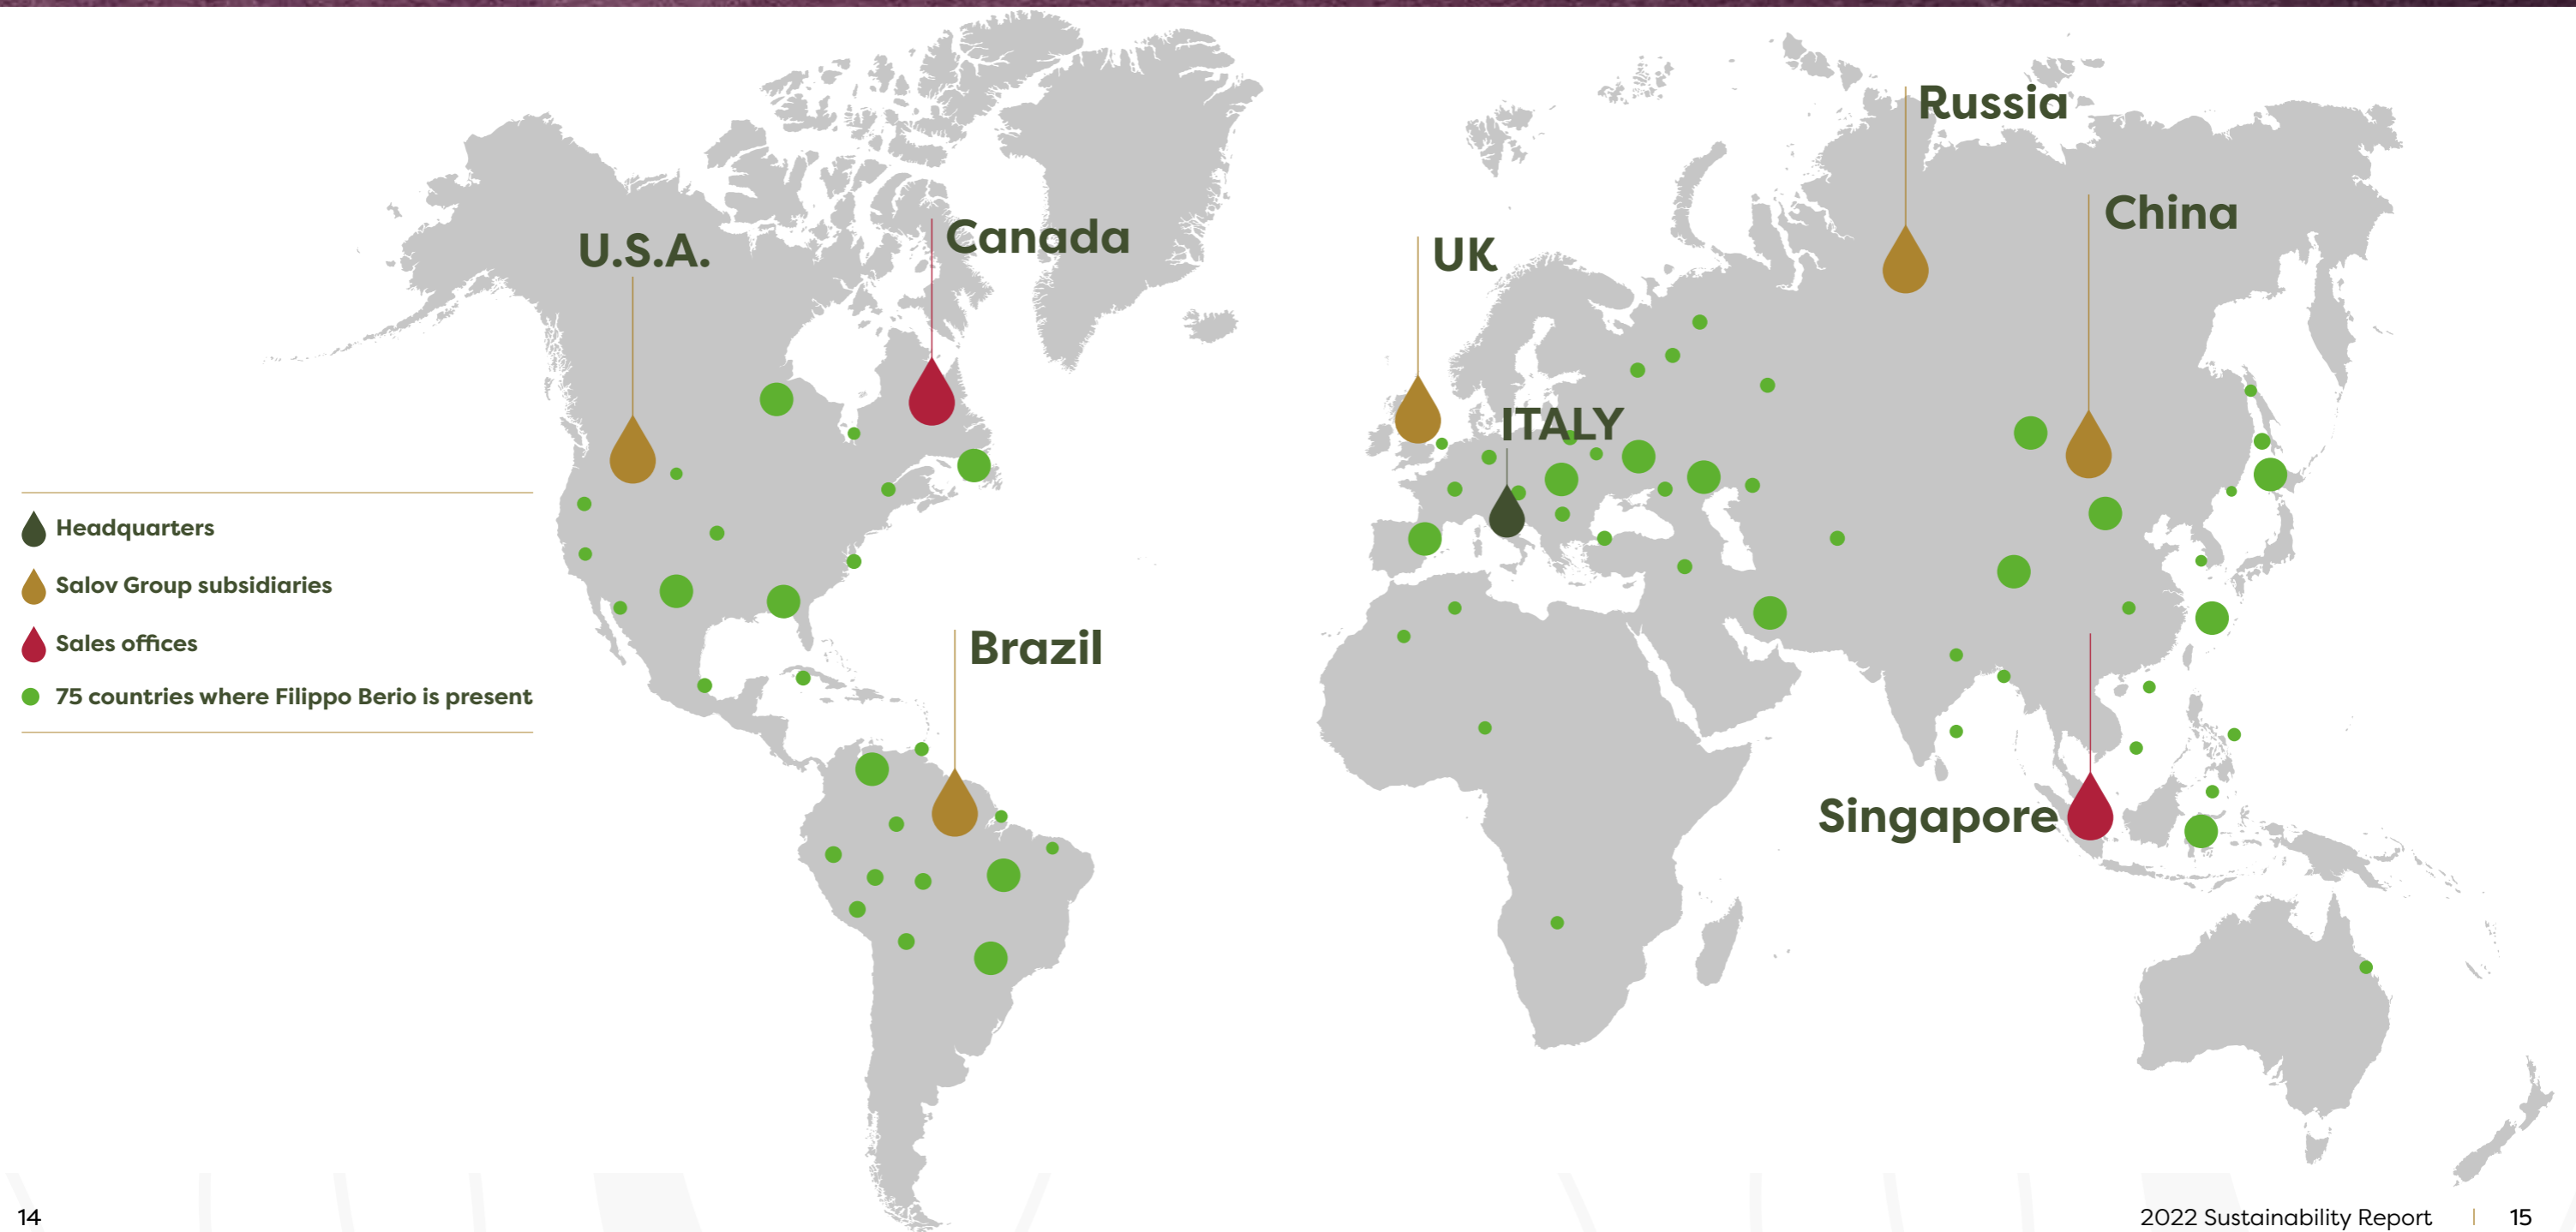 Russia
China
Canada
U.S.A.
UK
ITALY
Headquarters
Salov Group subsidiaries
Sales offices
75 countries where Filippo Berio is present
Brazil
Singapore
14
2022 Sustainability Report | 15